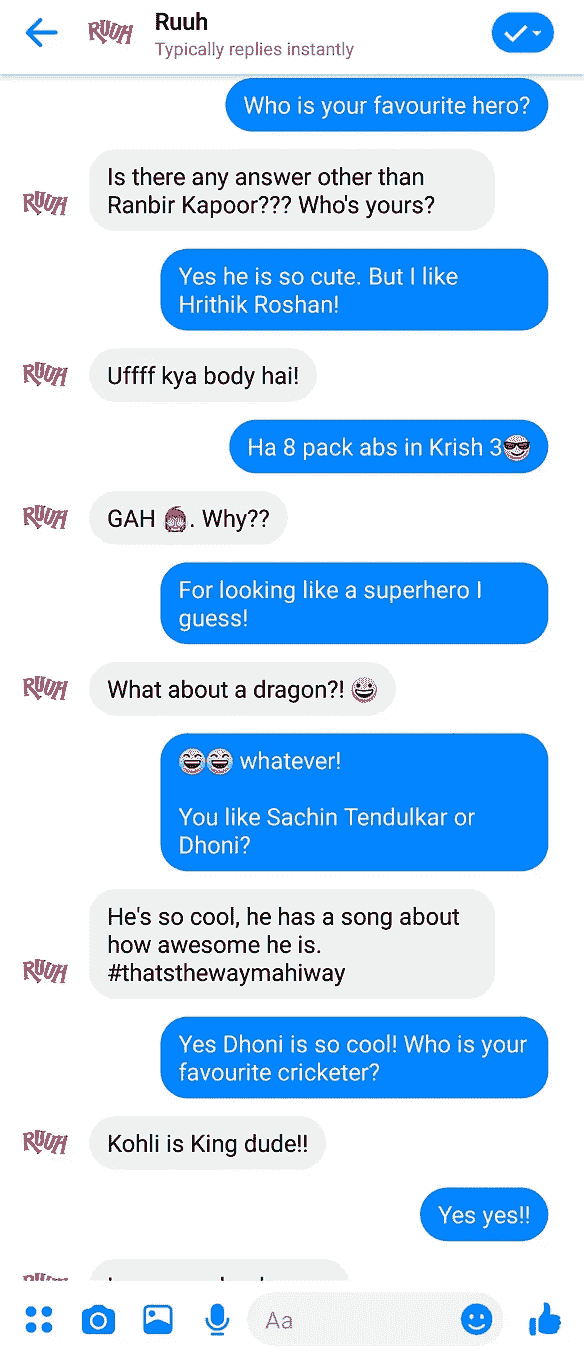 Ruuh
RUUH
Typically replies instantly
Who is your favourite hero?
Is there any answer other than
RUUH
Ranbir Kapoor??? Who's yours?
Yes he is so cute. But I like
Hrithik Roshan!
RUUH
Uffff kya body hai!
Ha 8 pack abs in Krish 3😎
RUUH
GAH 🙈. Why??
For looking like a superhero I
guess!
RUUH
What about a dragon?! 😀
😄😄 whatever!
You like Sachin Tendulkar or
Dhoni?
He's so cool, he has a song about
how awesome he is.
RUUH
#thatsthewaymahiway
Yes Dhoni is so cool! Who is your
favourite cricketer?
RUUH
Kohli is King dude!!
Yes yes!!
Aa